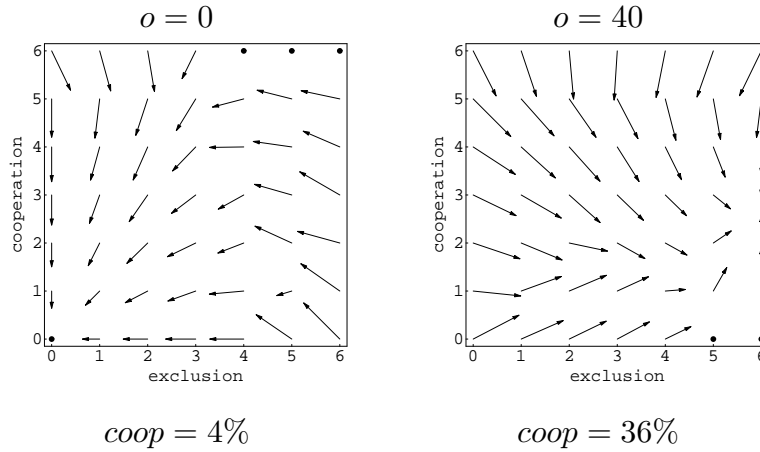 o = 0
6
5
4
3
2
1
0
cooperation
0 1 2 3 4 5 6
exclusion
coop = 4%
o = 40
6
5
4
3
2
1
0
cooperation
0 1 2 3 4 5 6
exclusion
coop = 36%